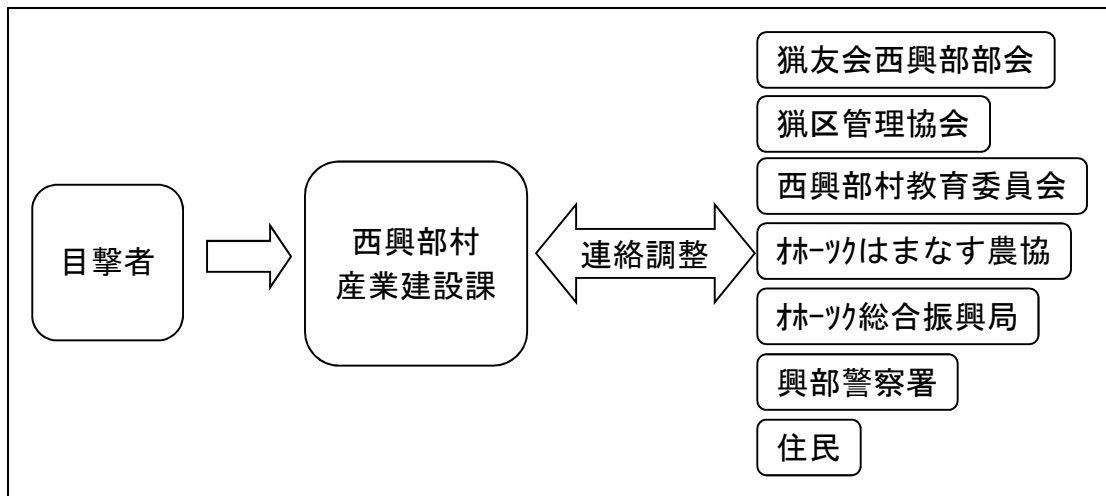 目撃者
西興部村
産業建設課
連絡調整
猟友会西興部部会
猟区管理協会
西興部村教育委員会
ｵﾎｰﾂｸはまなす農協
ｵﾎｰﾂｸ総合振興局
興部警察署
住民